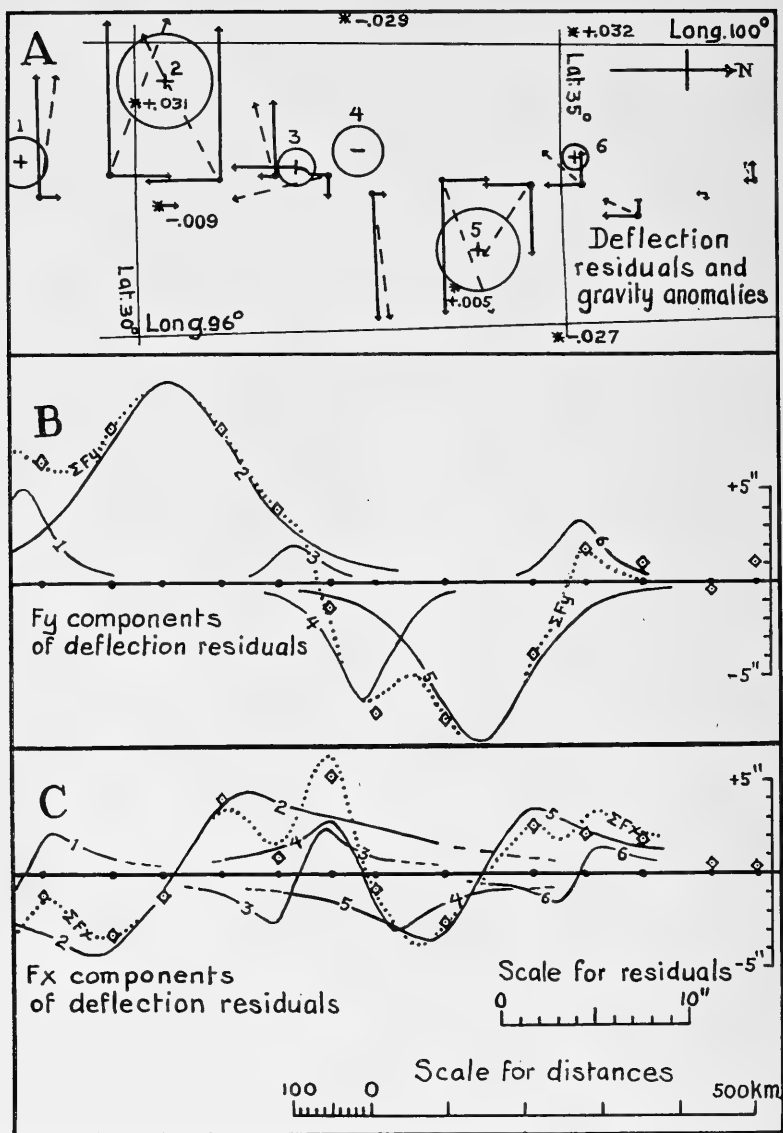 A
*-.029
*+.032
Long.100°
N
Lat.35°
1
+
2
+
*+.031
3
+
4
-
6
+
*-.009
5
+
*+.005
Lat.30°
Long.96°
Deflection
residuals and
gravity anomalies
*-.027
B
ΣFy
1
2
3
4
5
6
ΣFy
+5"
-5"
Fy components
of deflection residuals
C
1
2
3
4
5
6
ΣFx
2
3
4
5
6
ΣFx
+5"
-5"
Fx components
of deflection residuals
Scale for residuals
0 10"
Scale for distances
100 0 500km